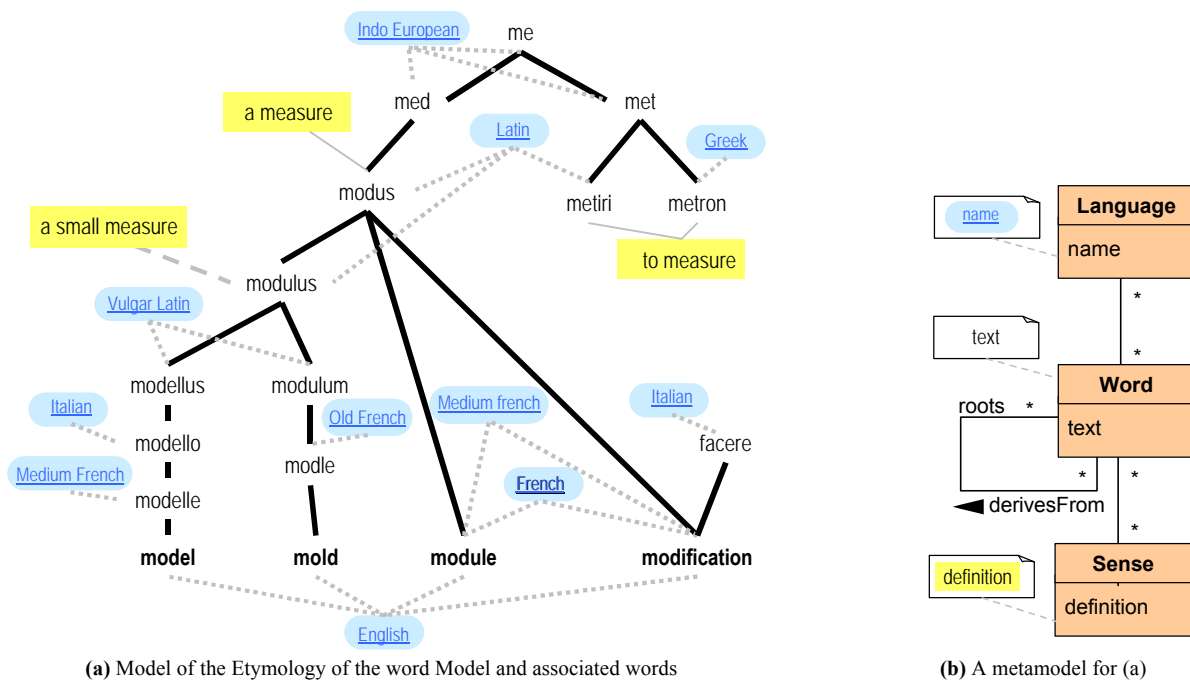 Indo European
me
med
met
a measure
Latin
Greek
modus
metiri
metron
a small measure
to measure
modulus
Vulgar Latin
modellus
modulum
Medium french
Italian
Italian
Old French
modello
facere
modle
Medium French
modelle
French
model
mold
module
modification
English
(a) Model of the Etymology of the word Model and associated words
name
Language
name
*
*
text
Word
roots
*
text
*
*
derivesFrom
*
definition
Sense
definition
(b) A metamodel for (a)